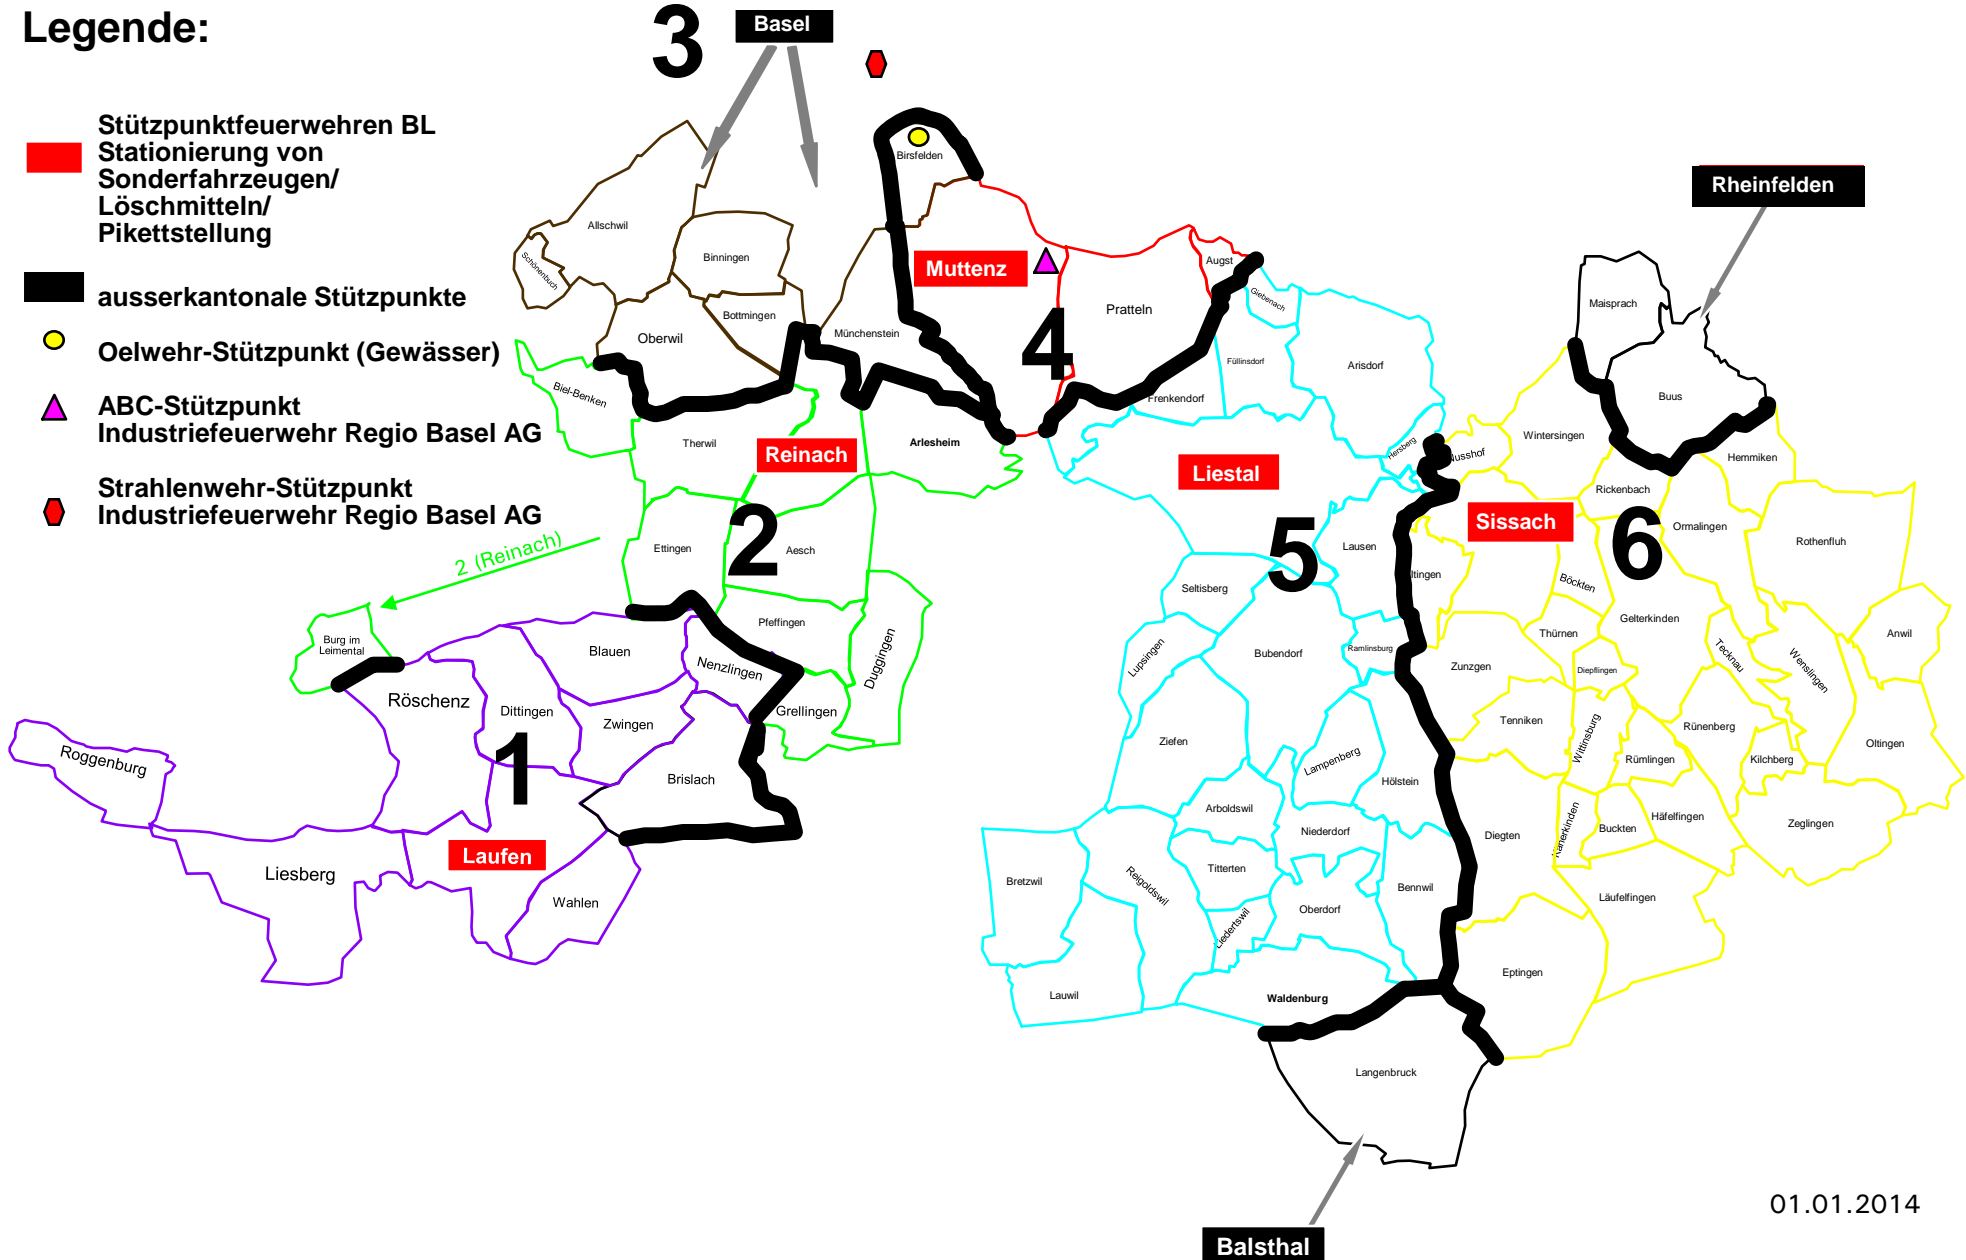 Legende:
Stützpunktfeuerwehren BL
Stationierung von
Sonderfahrzeugen/
Löschmitteln/
Pikettstellung
ausserkantonale Stützpunkte
Oelwehr-Stützpunkt (Gewässer)
ABC-Stützpunkt
Industriefeuerwehr Regio Basel AG
Strahlenwehr-Stützpunkt
Industriefeuerwehr Regio Basel AG
3
Basel
Birsfelden
Rheinfelden
Allschwil
Schönenbuch
Binningen
Bottmingen
Oberwil
Münchenstein
Muttenz
4
Pratteln
Augst
Giebenach
Füllinsdorf
Frenkendorf
Arisdorf
Hersberg
Maisprach
Buus
Wintersingen
Nusshof
Hemmiken
Rickenbach
Biel-Benken
Therwil
Reinach
Arlesheim
Liestal
Sissach
6
Ormalingen
Rothenfluh
2 (Reinach)
Ettingen
2
Aesch
5
Lausen
ltingen
Böckten
Gelterkinden
Anwil
Burg im
Leimental
Pfeffingen
Duggingen
Seltisberg
Lupsingen
Bubendorf
Ramlinsburg
Zunzgen
Thürnen
Diepflingen
Tecknau
Wenslingen
Blauen
Nenzlingen
Röschenz
Dittingen
Zwingen
Grellingen
Roggenburg
1
Brislach
Ziefen
Lampenberg
Hölstein
Tenniken
Wittinsburg
Rünenberg
Rümlingen
Kilchberg
Oltingen
Laufen
Liesberg
Wahlen
Arboldswil
Niederdorf
Diegten
Känerkinden
Buckten
Häfelfingen
Zeglingen
Bretzwil
Reigoldswil
Titterten
Liedertswil
Oberdorf
Bennwil
Läufelfingen
Lauwil
Waldenburg
Eptingen
Langenbruck
Balsthal
01.01.2014